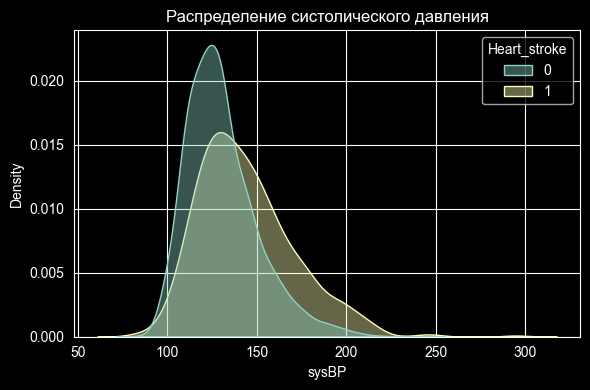 Распределение систолического давления
Heart_stroke
0
1
Density
0.020
0.015
0.010
0.005
0.000
50 100 150 200 250 300
sysBP